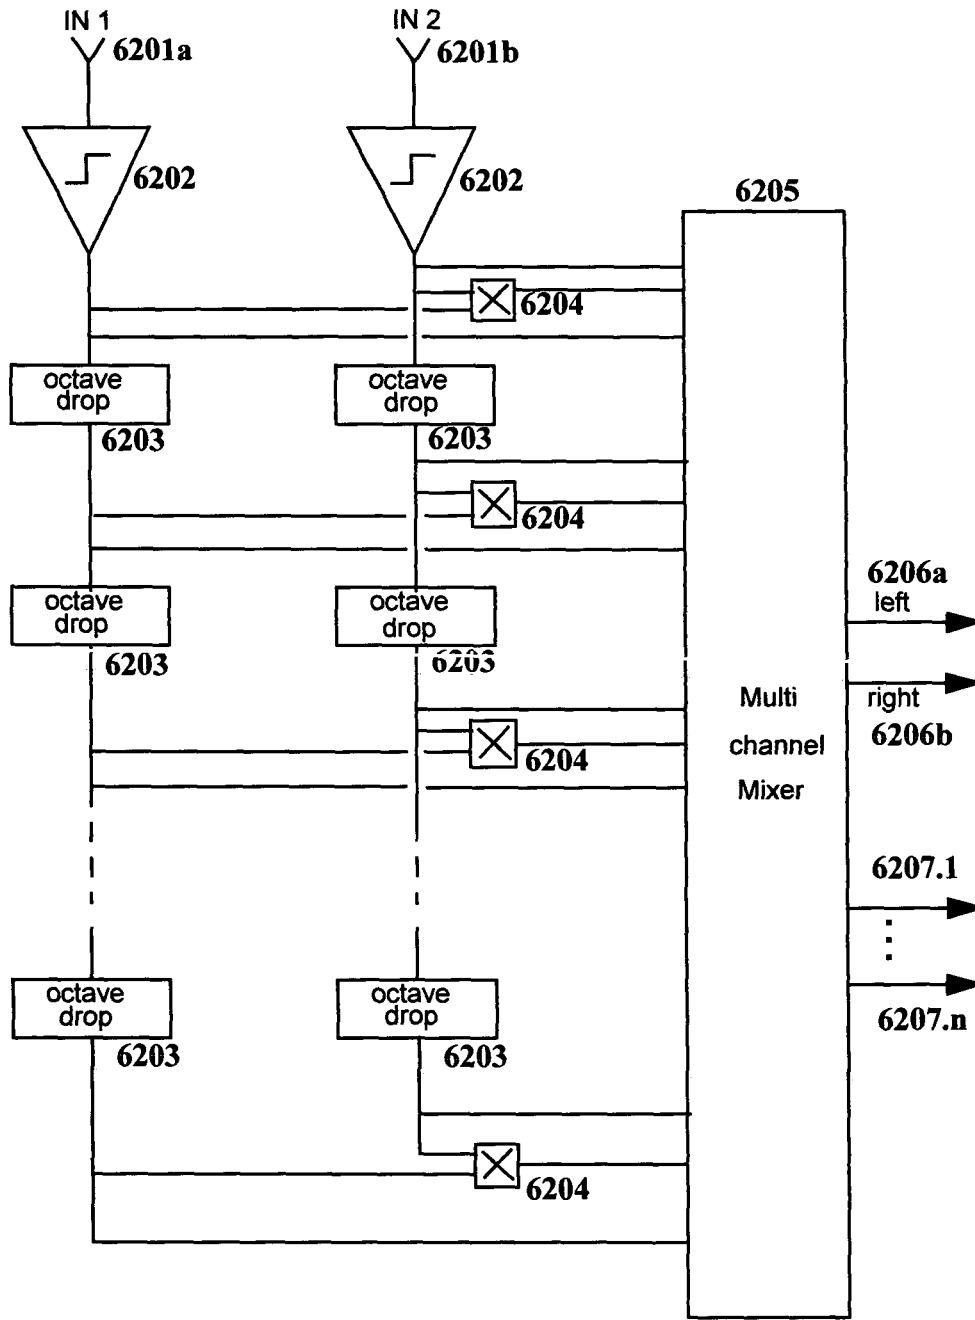 IN 1
6201a
IN 2
6201b
6202
6202
6205
6204
octave
drop
6203
octave
drop
6203
6204
octave
drop
6203
octave
drop
6203
6206a
left
right
6206b
Multi
channel
Mixer
6204
6207.1
6207.n
octave
drop
6203
octave
drop
6203
6204